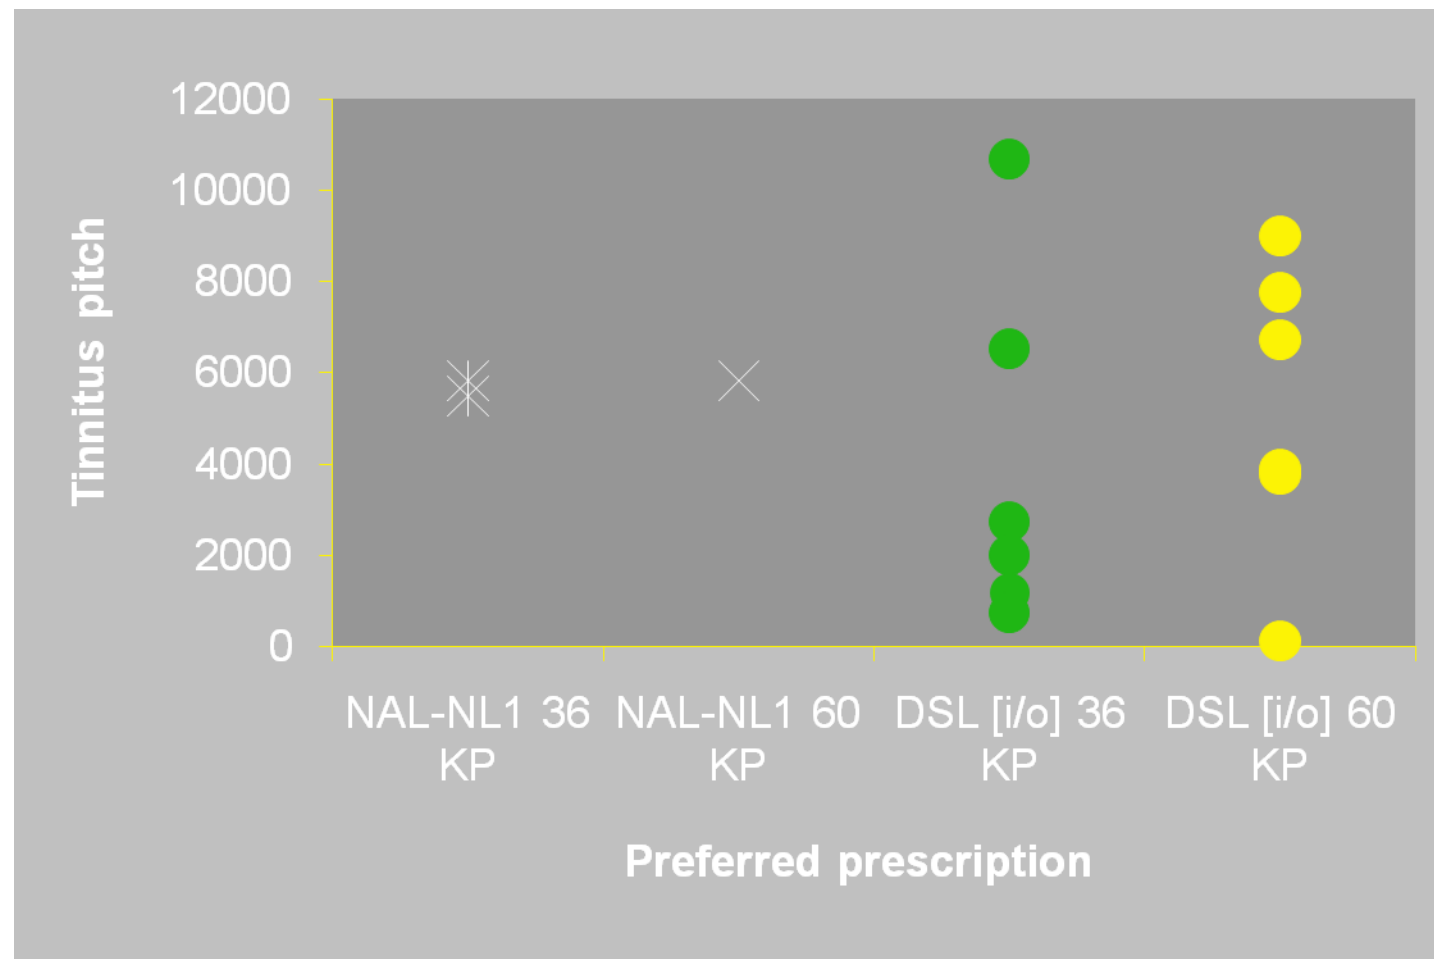 12000
10000
8000
6000
4000
2000
0
Tinnitus pitch
NAL-NL1 36 KP
NAL-NL1 60 KP
DSL [i/o] 36 KP
DSL [i/o] 60 KP
Preferred prescription